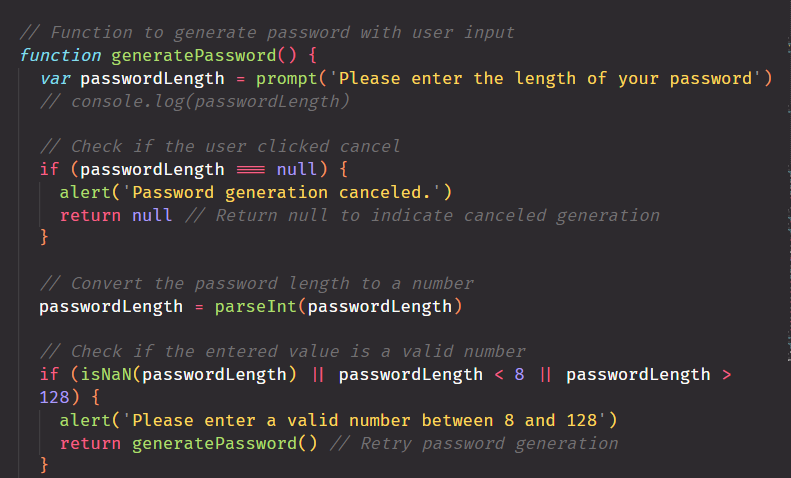 // Function to generate password with user input
function generatePassword() {
var passwordLength = prompt('Please enter the length of your password')
// console.log(passwordLength)
// Check if the user clicked cancel
if (passwordLength === null) {
alert('Password generation canceled.')
return null // Return null to indicate canceled generation
}
// Convert the password length to a number
passwordLength = parseInt(passwordLength)
// Check if the entered value is a valid number
if (isNaN(passwordLength) || passwordLength < 8 || passwordLength >
128) {
alert('Please enter a valid number between 8 and 128')
return generatePassword() // Retry password generation
}